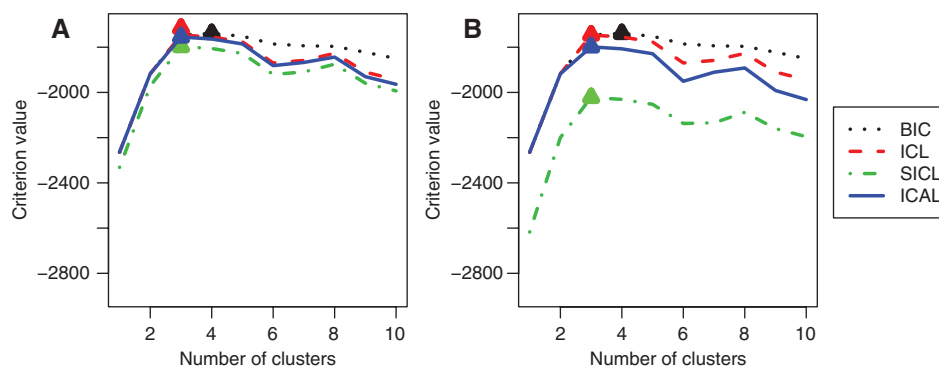 A
Criterion value
−2000
−2400
−2800
2 4 6 8 10
Number of clusters
B
Criterion value
−2000
−2400
−2800
2 4 6 8 10
Number of clusters
BIC
ICL
SICL
ICAL